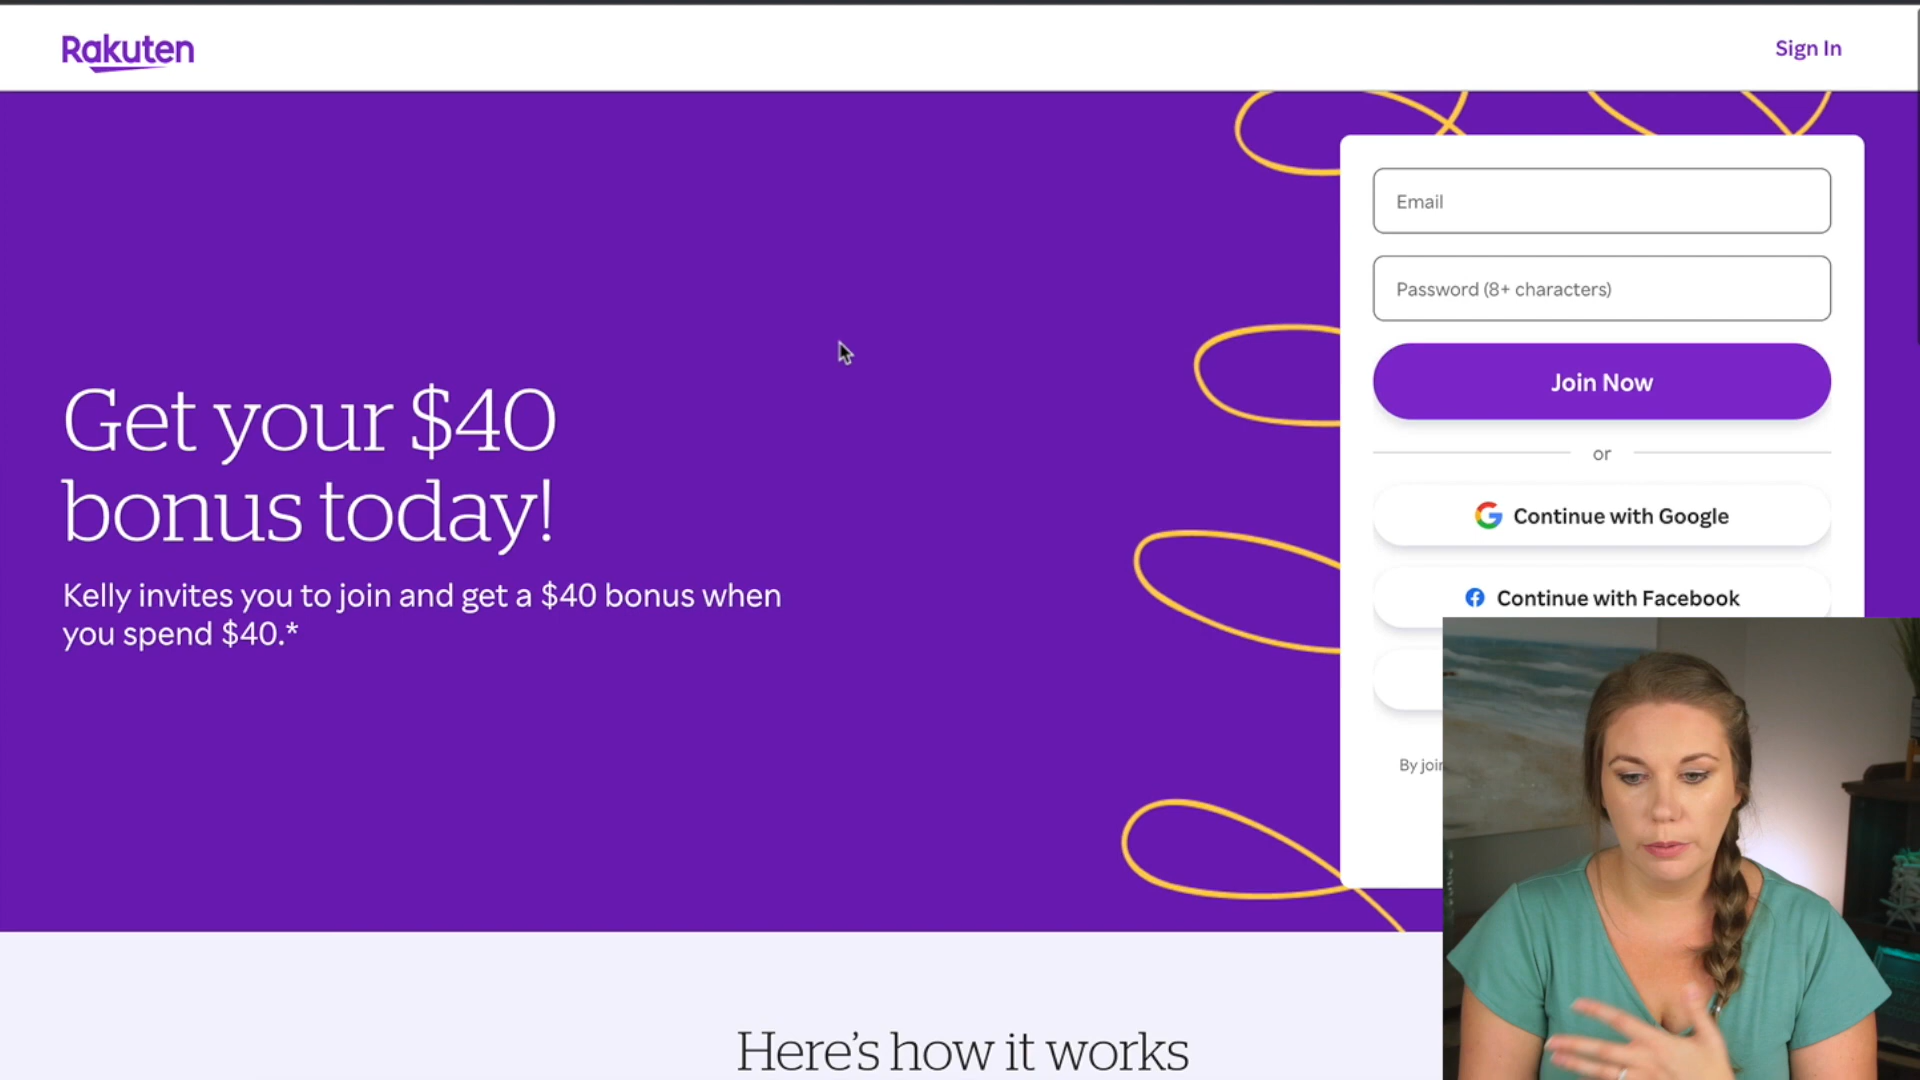 Rakuten
Sign In
Get your $40
bonus today!
Kelly invites you to join and get a $40 bonus when
you spend $40.*
Email
Password (8+ characters)
Join Now
or
Continue with Google
Continue with Facebook
By
Here's how it works